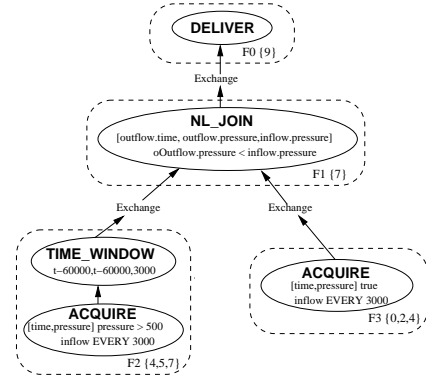 DELIVER
F0 {9}
Exchange
NL_JOIN
[outflow.time, outflow.pressure,inflow.pressure]
oOutflow.pressure < inflow.pressure
F1 {7}
Exchange
Exchange
TIME_WINDOW
t−60000,t−60000,3000
ACQUIRE
[time,pressure] pressure > 500
inflow EVERY 3000
F2 {4,5,7}
ACQUIRE
[time,pressure] true
inflow EVERY 3000
F3 {0,2,4}